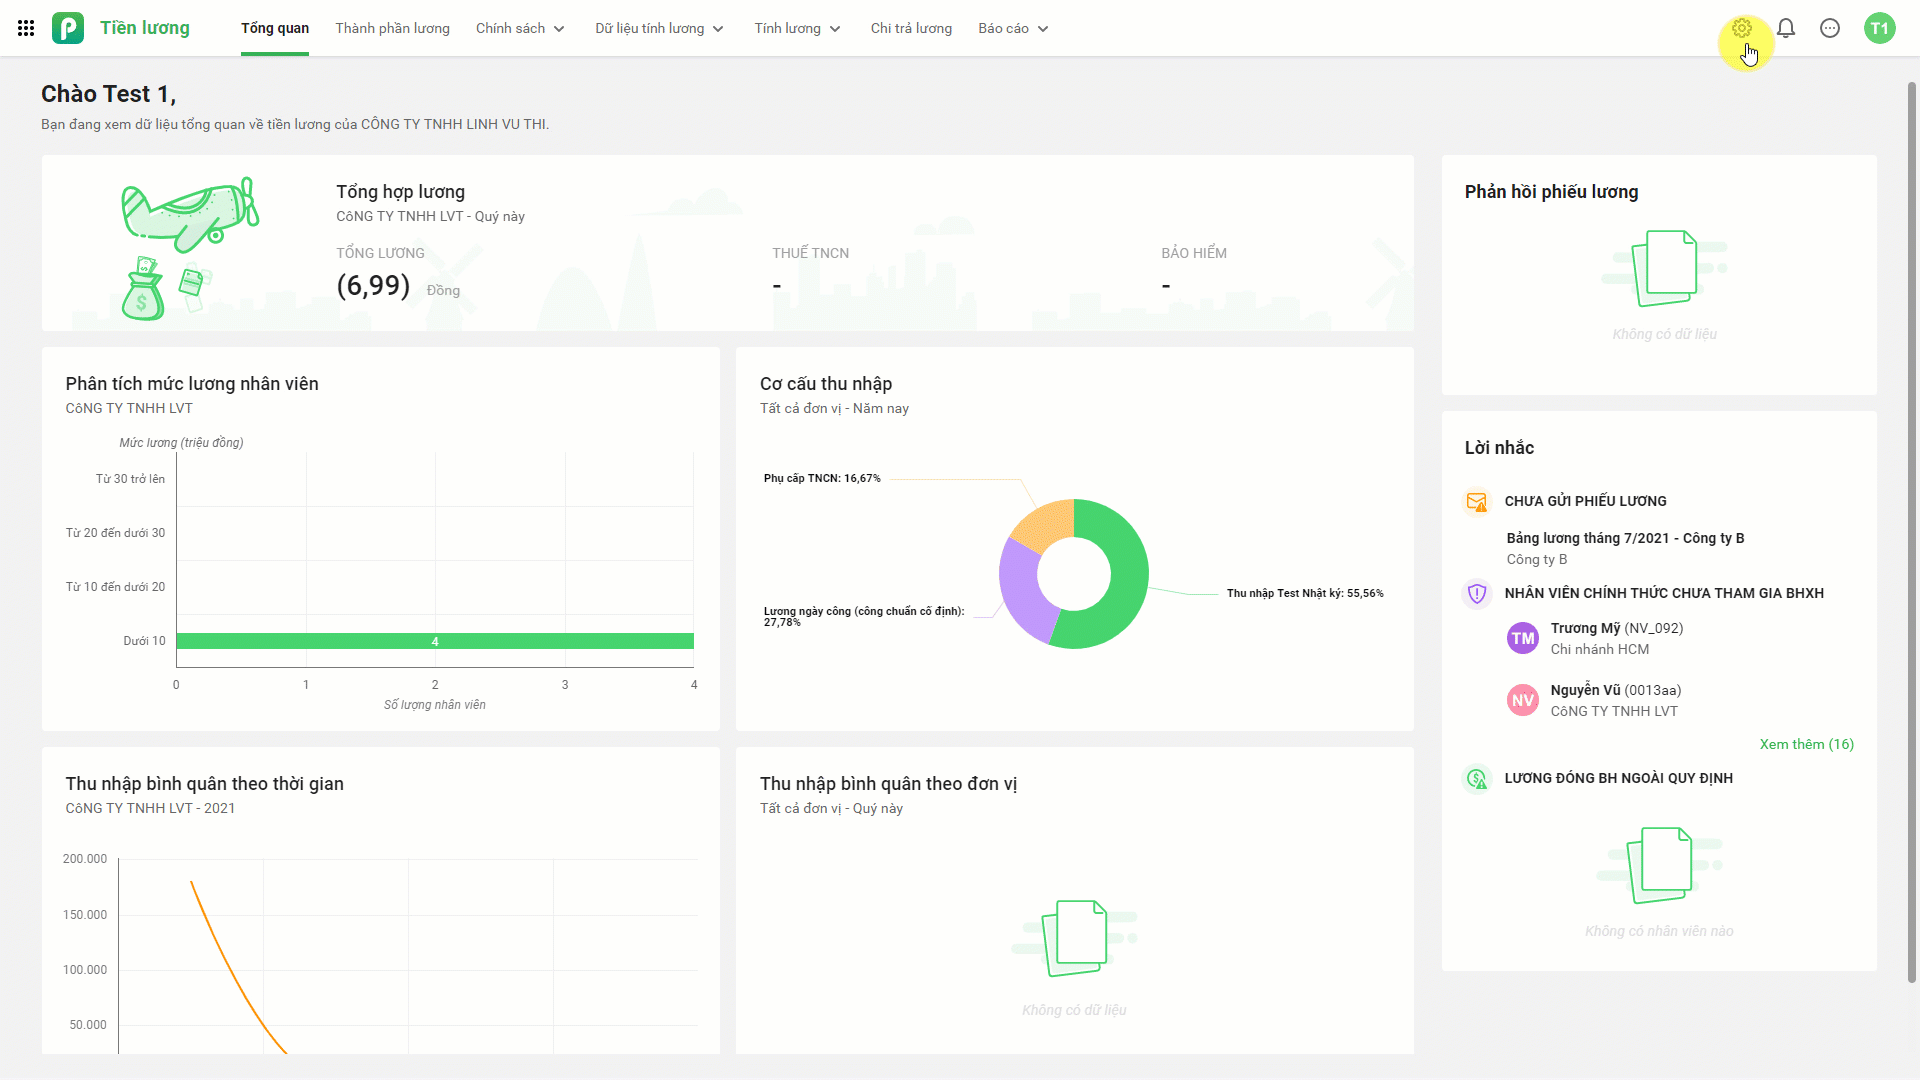 Tiền lương
Tổng quan
Thành phần lương
Chính sách
Dữ liệu tính lương
Tính lương
Chi trả lương
Báo cáo
T1
Chào Test 1,
Bạn đang xem dữ liệu tổng quan về tiền lương của CÔNG TY TNHH LINH VU THI.
Tổng hợp lương
CôNG TY TNHH LVT - Quý này
TỔNG LƯƠNG
(6,99) Đồng
THUẾ TNCN
-
BẢO HIỂM
-
Phản hồi phiếu lương
Không có dữ liệu
Phân tích mức lương nhân viên
CôNG TY TNHH LVT
Mức lương (triệu đồng)
Từ 30 trở lên
Từ 20 đến dưới 30
Từ 10 đến dưới 20
Dưới 10
4
0 1 2 3 4
Số lượng nhân viên
Cơ cấu thu nhập
Tất cả đơn vị - Năm nay
Phụ cấp TNCN: 16,67%
Thu nhập Test Nhật ký: 55,56%
Lương ngày công (công chuẩn cố định):
27,78%
Lời nhắc
CHƯA GỬI PHIẾU LƯƠNG
Bảng lương tháng 7/2021 - Công ty B
Công ty B
NHÂN VIÊN CHÍNH THỨC CHƯA THAM GIA BHXH
TM
Trương Mỹ (NV_092)
Chi nhánh HCM
NV
Nguyễn Vũ (0013aa)
CôNG TY TNHH LVT
Xem thêm (16)
LƯƠNG ĐÓNG BH NGOÀI QUY ĐỊNH
Không có nhân viên nào
Thu nhập bình quân theo thời gian
CôNG TY TNHH LVT - 2021
200.000
150.000
100.000
50.000
Thu nhập bình quân theo đơn vị
Tất cả đơn vị - Quý này
Không có dữ liệu